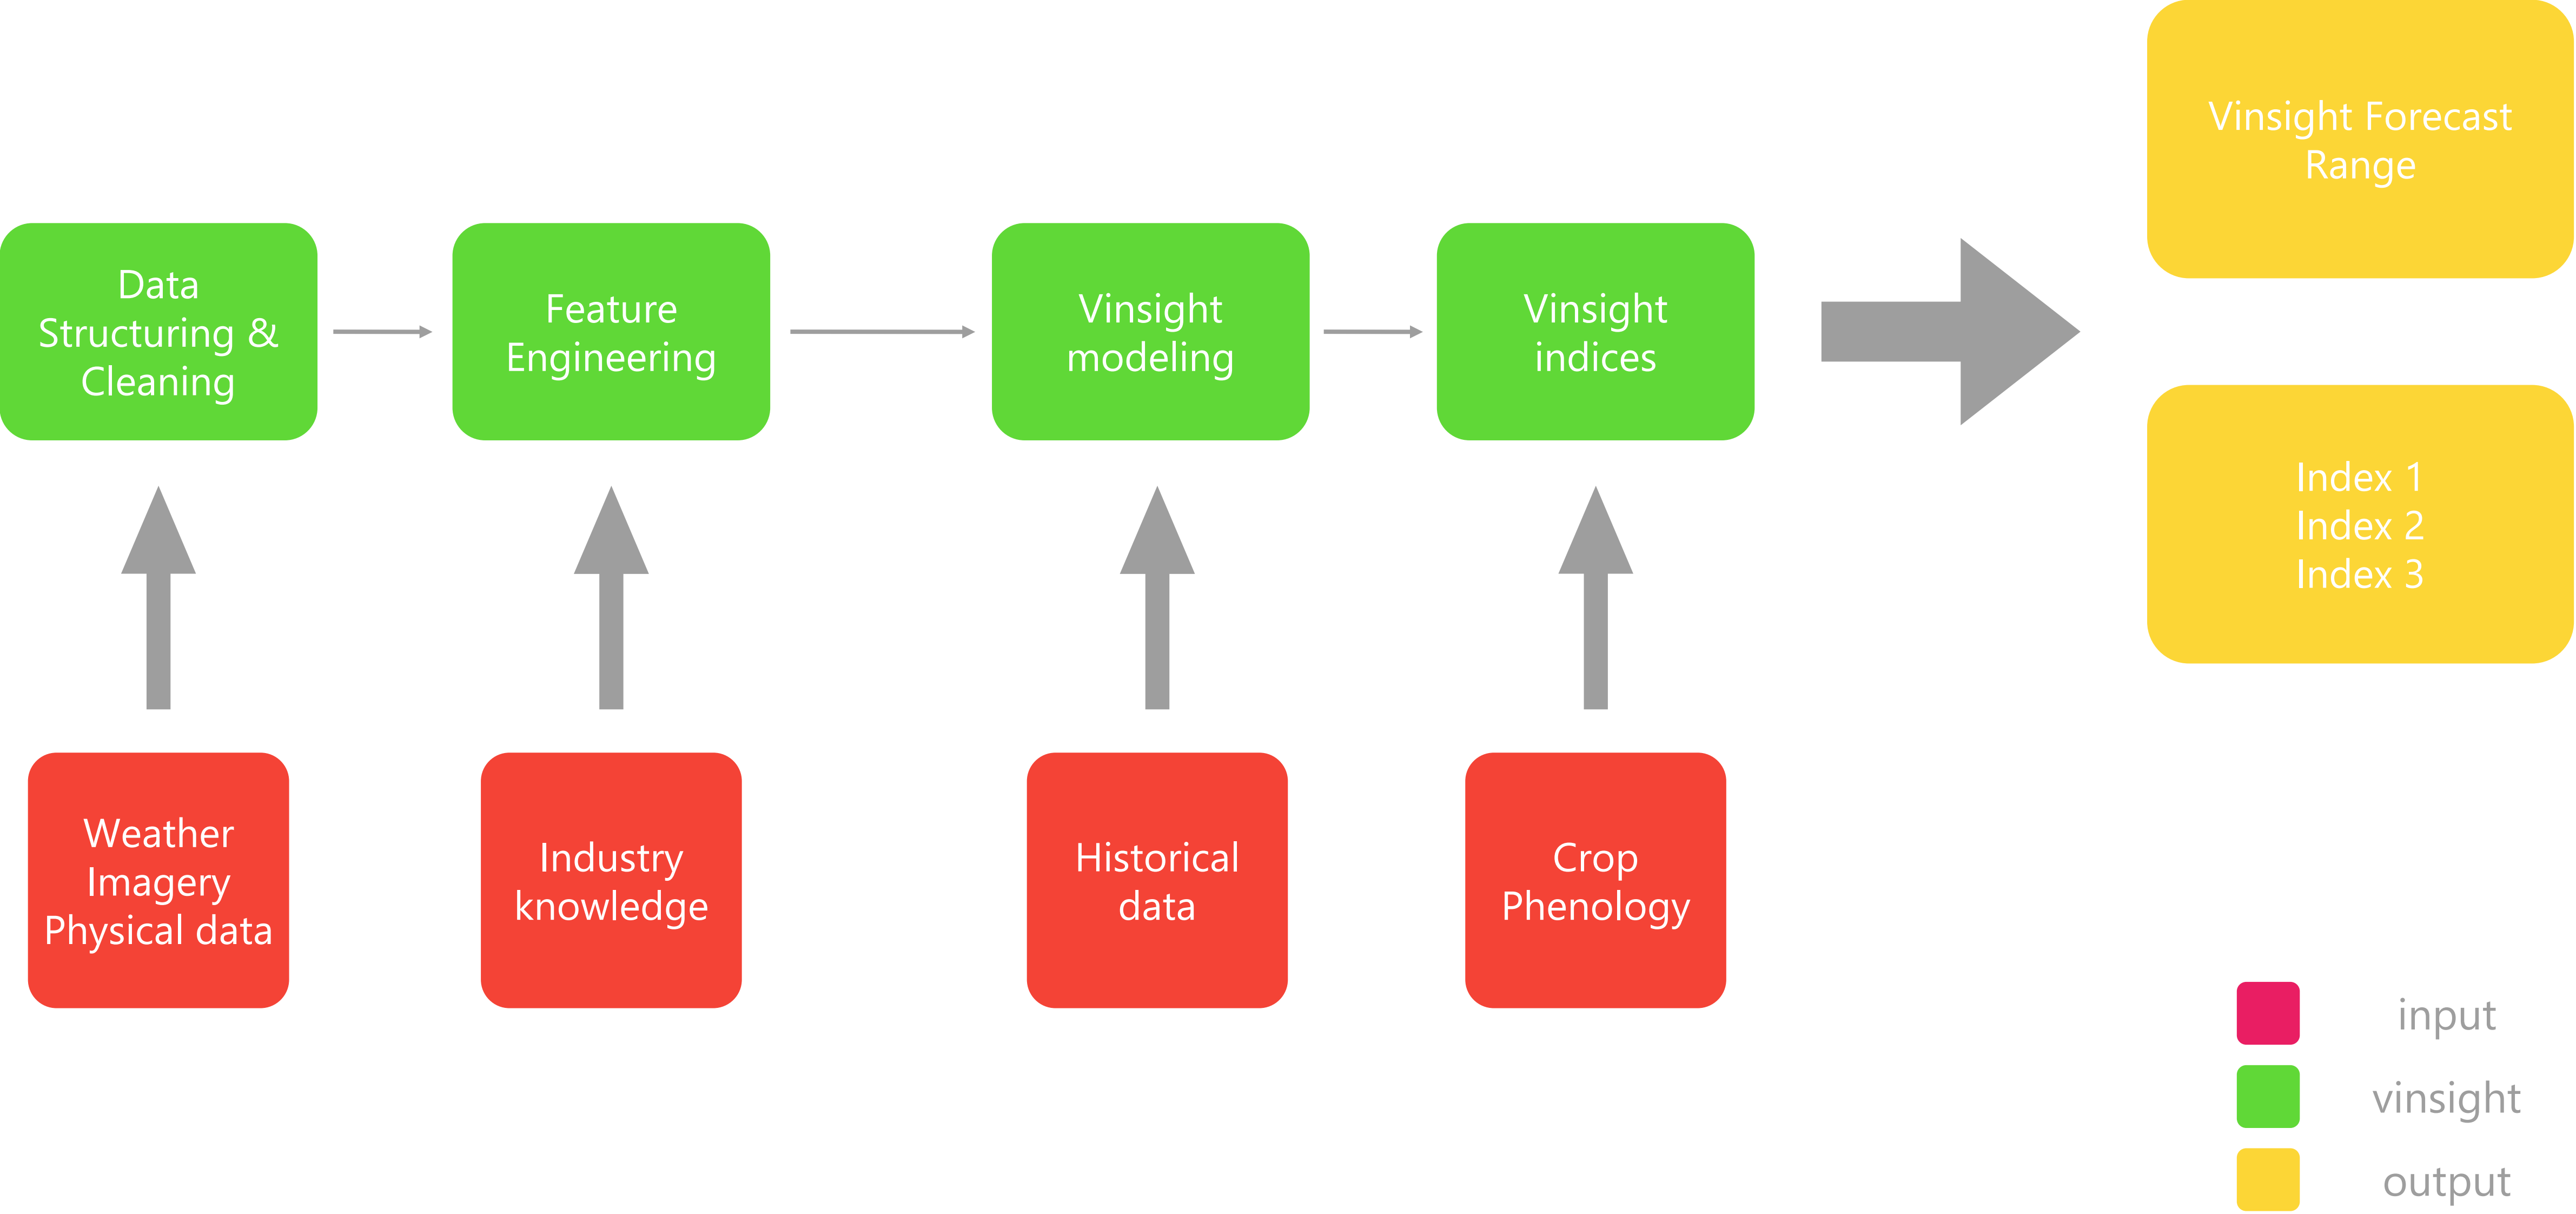 Vinsight Forecast
Range
Data
Structuring &
Cleaning
Feature
Engineering
Vinsight
modeling
Vinsight
indices
Index 1
Index 2
Index 3
Weather
Imagery
Physical data
Industry
knowledge
Historical
data
Crop
Phenology
input
vinsight
output